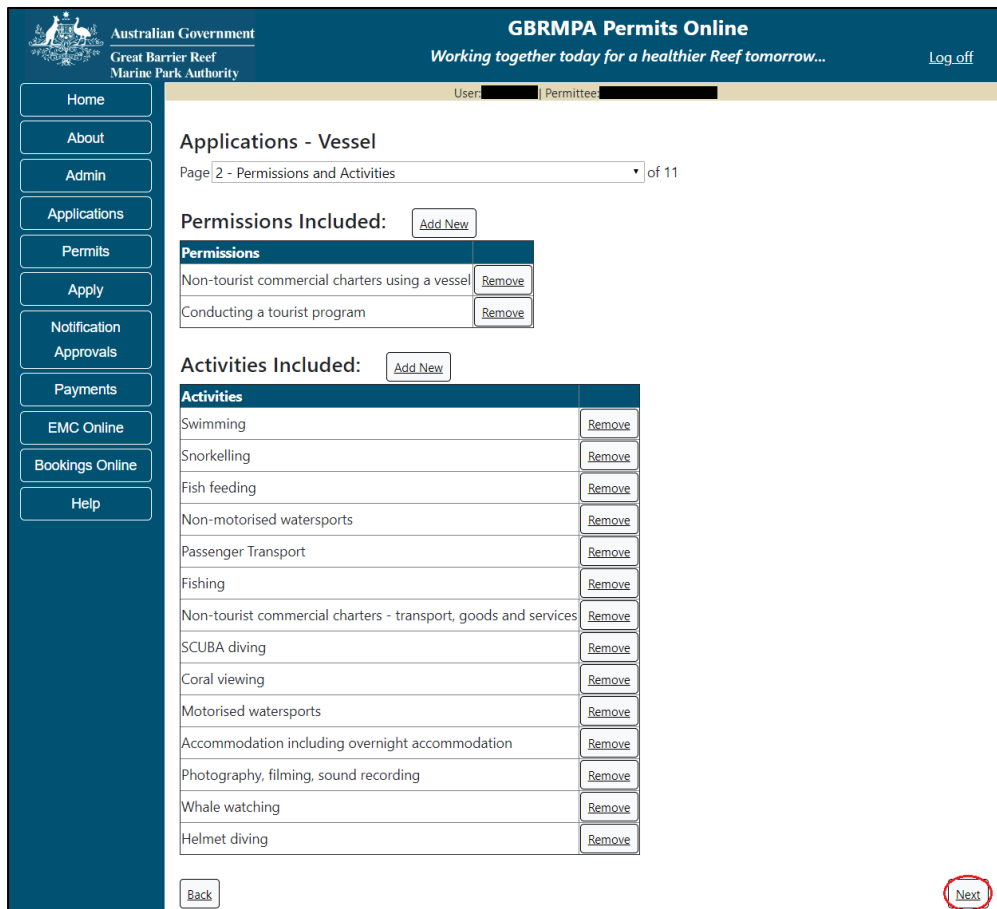 Australian Government
Great Barrier Reef
Marine Park Authority
GBRMPA Permits Online
Working together today for a healthier Reef tomorrow...
Log off
User: | Permittee:
Home
About
Admin
Applications
Permits
Apply
Notification
Approvals
Payments
EMC Online
Bookings Online
Help
Applications - Vessel
Page 2 - Permissions and Activities of 11
Permissions Included: Add New
Permissions
Non-tourist commercial charters using a vessel Remove
Conducting a tourist program Remove
Activities Included: Add New
Activities
Swimming Remove
Snorkelling Remove
Fish feeding Remove
Non-motorised watersports Remove
Passenger Transport Remove
Fishing Remove
Non-tourist commercial charters - transport, goods and services Remove
SCUBA diving Remove
Coral viewing Remove
Motorised watersports Remove
Accommodation including overnight accommodation Remove
Photography, filming, sound recording Remove
Whale watching Remove
Helmet diving Remove
Back Next